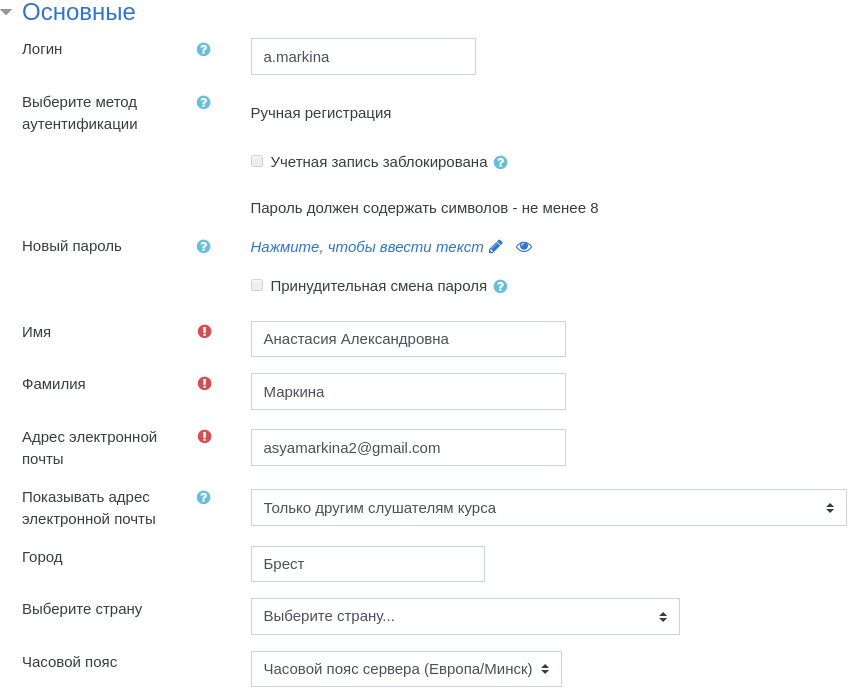 Основные
Логин
a.markina
Выберите метод
аутентификации
Ручная регистрация
Учетная запись заблокирована
Пароль должен содержать символов - не менее 8
Новый пароль
Нажмите, чтобы ввести текст
Принудительная смена пароля
Имя
Анастасия Александровна
Фамилия
Маркина
Адрес электронной
почты
asyamarkina2@gmail.com
Показывать адрес
электронной почты
Только другим слушателям курса
Город
Брест
Выберите страну
Выберите страну...
Часовой пояс
Часовой пояс сервера (Европа/Минск)